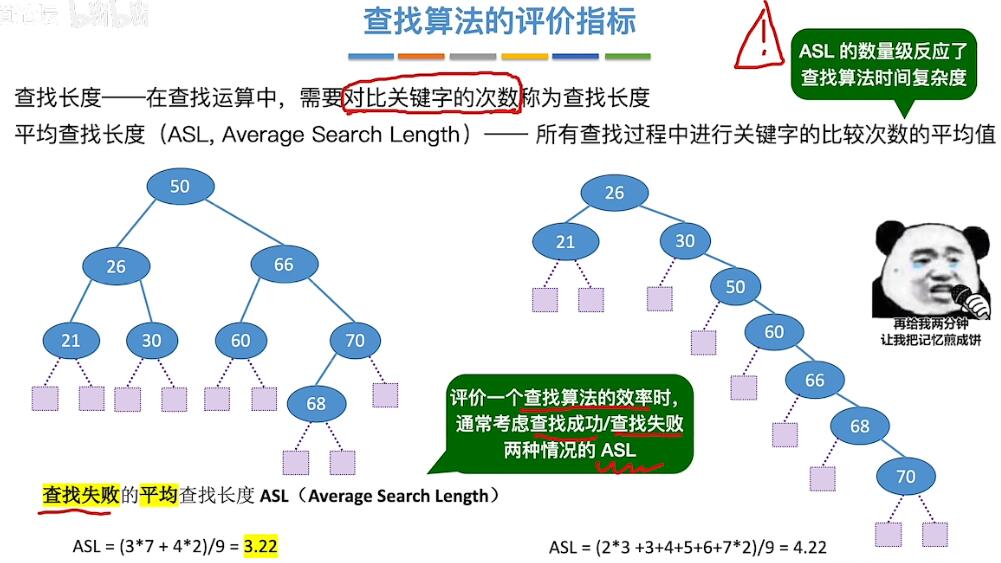 查找算法的评价指标
ASL 的数量级反应了
查找算法时间复杂度
查找长度——在查找运算中，需要对比关键字的次数称为查找长度
平均查找长度（ASL, Average Search Length）—— 所有查找过程中进行关键字的比较次数的平均值
50
26
66
21
30
60
70
68
26
21
30
50
60
66
68
70
再给我两分钟
让我把记忆煎成饼
评价一个查找算法的效率时，
通常考虑查找成功/查找失败
两种情况的 ASL
查找失败的平均查找长度 ASL（Average Search Length）
ASL = (3*7 + 4*2)/9 = 3.22
ASL = (2*3 +3+4+5+6+7*2)/9 = 4.22